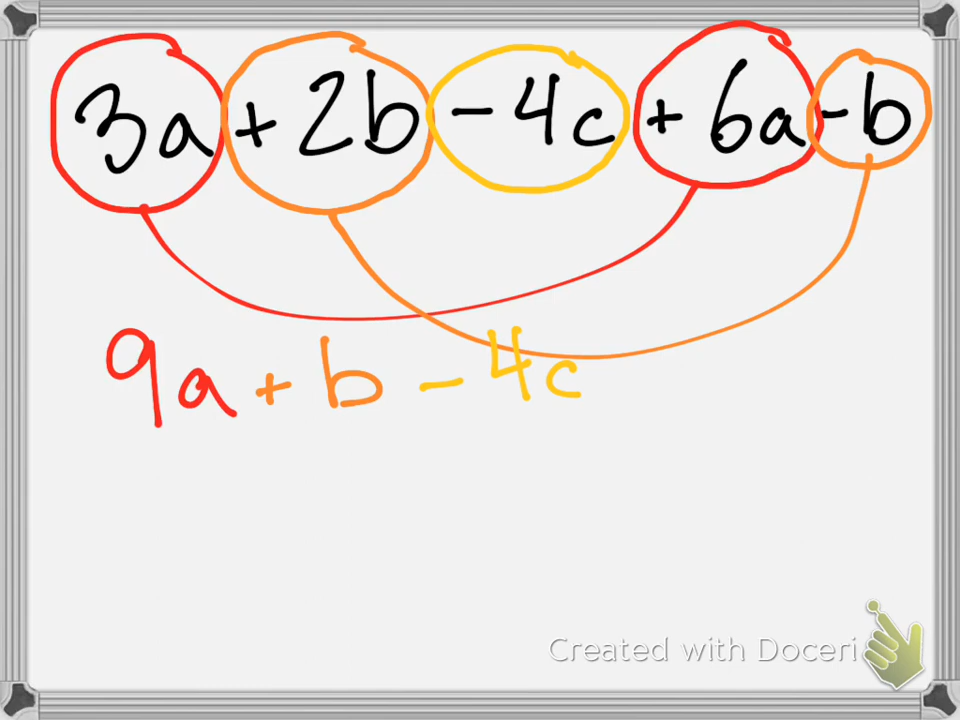 3a + 2b - 4c + 6a - b
9a + b - 4c
Created with Doceri